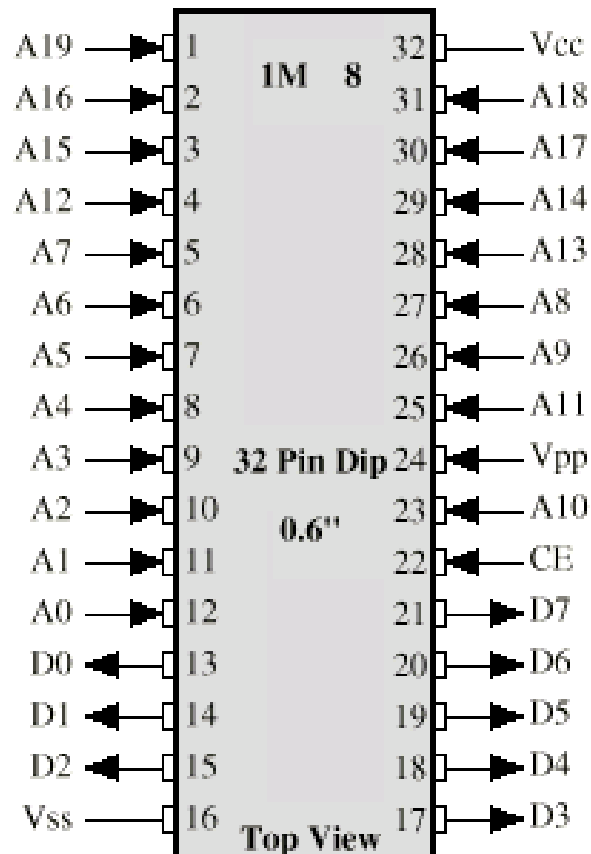 A19 1 1M 8 32 Vcc
A16 2 31 A18
A15 3 30 A17
A12 4 29 A14
A7 5 28 A13
A6 6 27 A8
A5 7 26 A9
A4 8 25 A11
A3 9 32 Pin Dip 24 Vpp
A2 10 0.6" 23 A10
A1 11 22 CE
A0 12 21 D7
D0 13 20 D6
D1 14 19 D5
D2 15 18 D4
Vss 16 17 D3
Top View